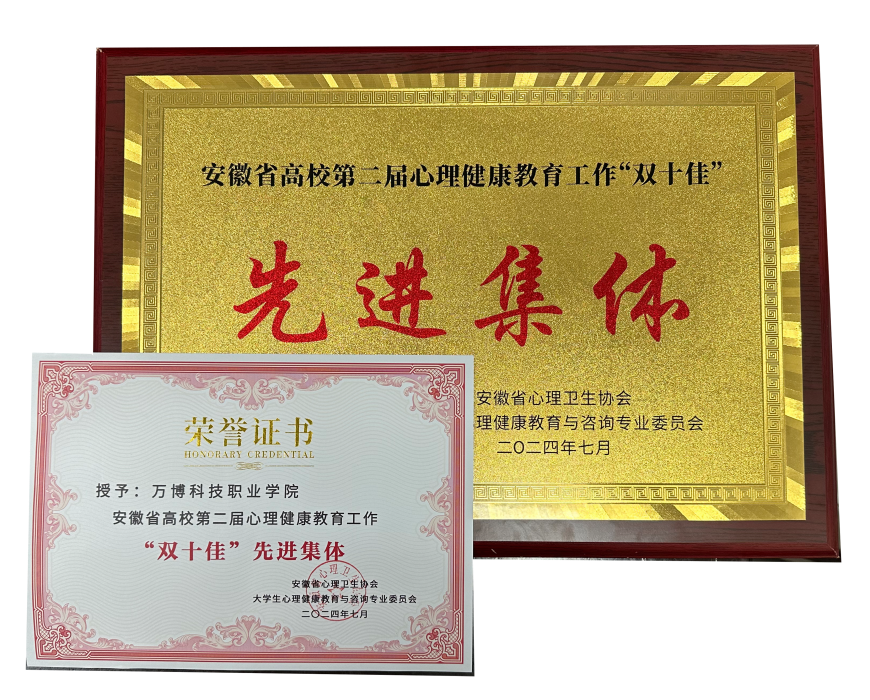 安徽省高校第二届心理健康教育工作“双十佳”
先进集体
安徽省心理卫生协会
心理健康教育与咨询专业委员会
二〇二四年七月
荣誉证书
HONORARY CREDENTIAL
授予：万博科技职业学院
安徽省高校第二届心理健康教育工作
“双十佳”先进集体
安徽省心理卫生协会
大学生心理健康教育与咨询专业委员会
二〇二四年七月